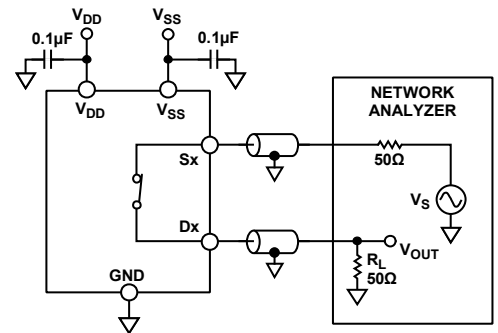 VDD
VSS
0.1µF
0.1µF
VDD
VSS
NETWORK
ANALYZER
Sx
50Ω
VS
Dx
VOUT
RL
50Ω
GND